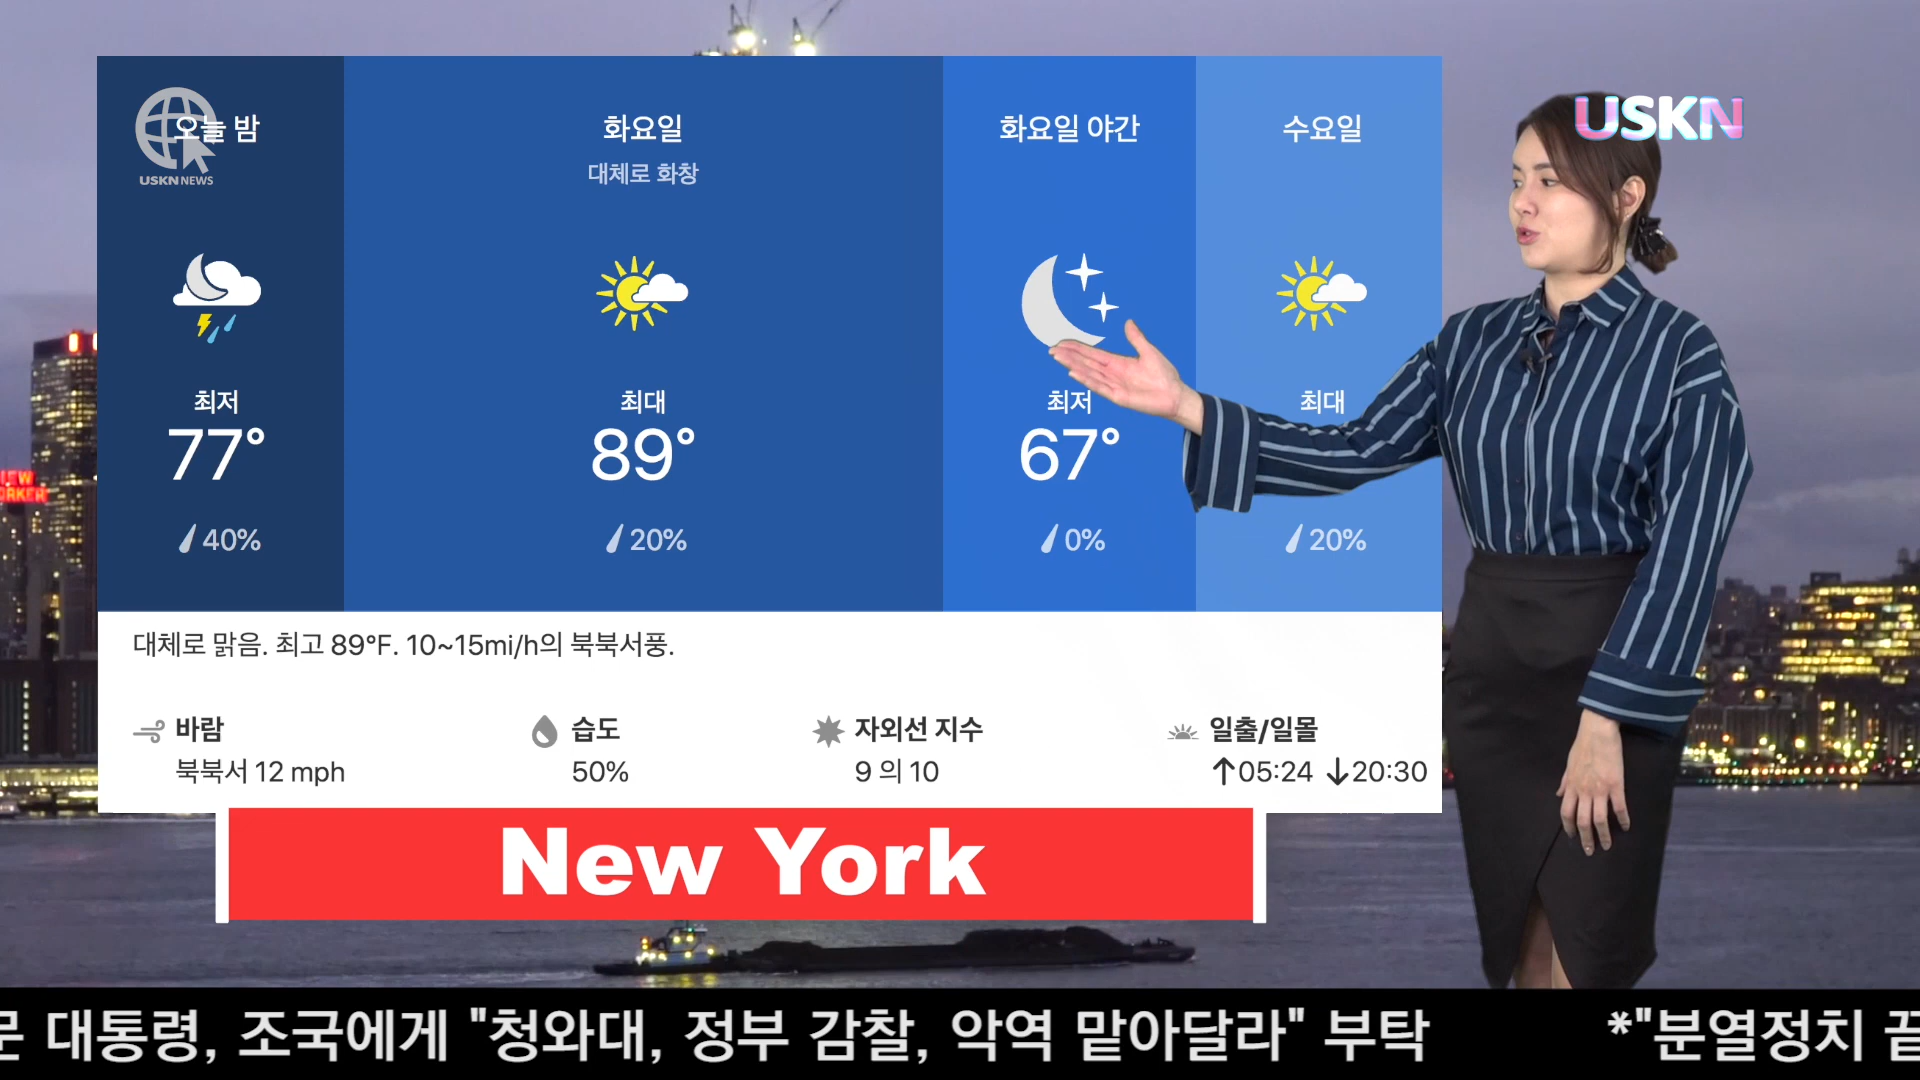 USKN
USKN NEWS
오늘 밤
화요일
대체로 화창
화요일 야간
수요일
최저
77°
40%
최대
89°
20%
최저
67°
0%
최대
20%
대체로 맑음. 최고 89°F. 10~15mi/h의 북북서풍.
바람
북북서 12 mph
습도
50%
자외선 지수
9 의 10
일출/일몰
↑05:24 ↓20:30
New York
대통령, 조국에게 "청와대, 정부 감찰, 악역 맡아달라" 부탁 *"분열정치